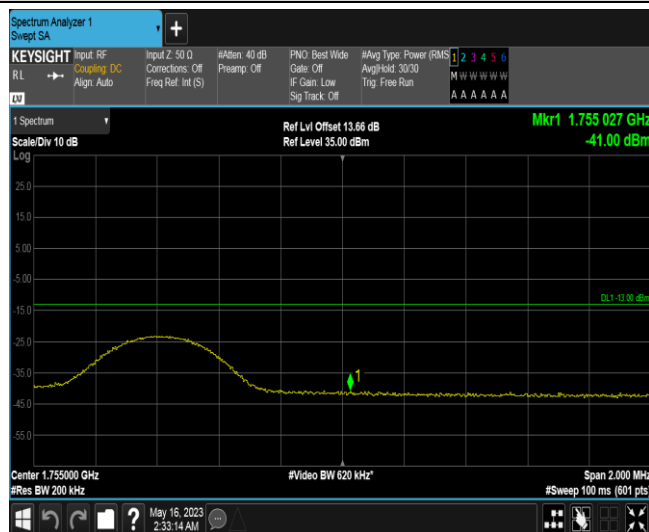 Spectrum Analyzer 1
Swept SA
KEYSIGHT
RL
LXI
Input: RF
Coupling: DC
Align: Auto
Input Z: 50 Ω
Corrections: Off
Freq Ref: Int (S)
#Atten: 40 dB
Preamp: Off
PNO: Best Wide
Gate: Off
IF Gain: Low
Sig Track: Off
#Avg Type: Power (RMS
Avg|Hold: 30/30
Trig: Free Run
1 2 3 4 5 6
M W W W W W
A A A A A A
1 Spectrum
Scale/Div 10 dB
Log
Ref Lvl Offset 13.66 dB
Ref Level 35.00 dBm
Mkr1 1.755 027 GHz
-41.00 dBm
25.0
15.0
5.00
-5.00
DL1 -13.00 dBm
-15.0
-25.0
-35.0
1
-45.0
-55.0
Center 1.755000 GHz
#Res BW 200 kHz
#Video BW 620 kHz*
Span 2.000 MHz
#Sweep 100 ms (601 pts)
?
May 16, 2023
2:33:14 AM